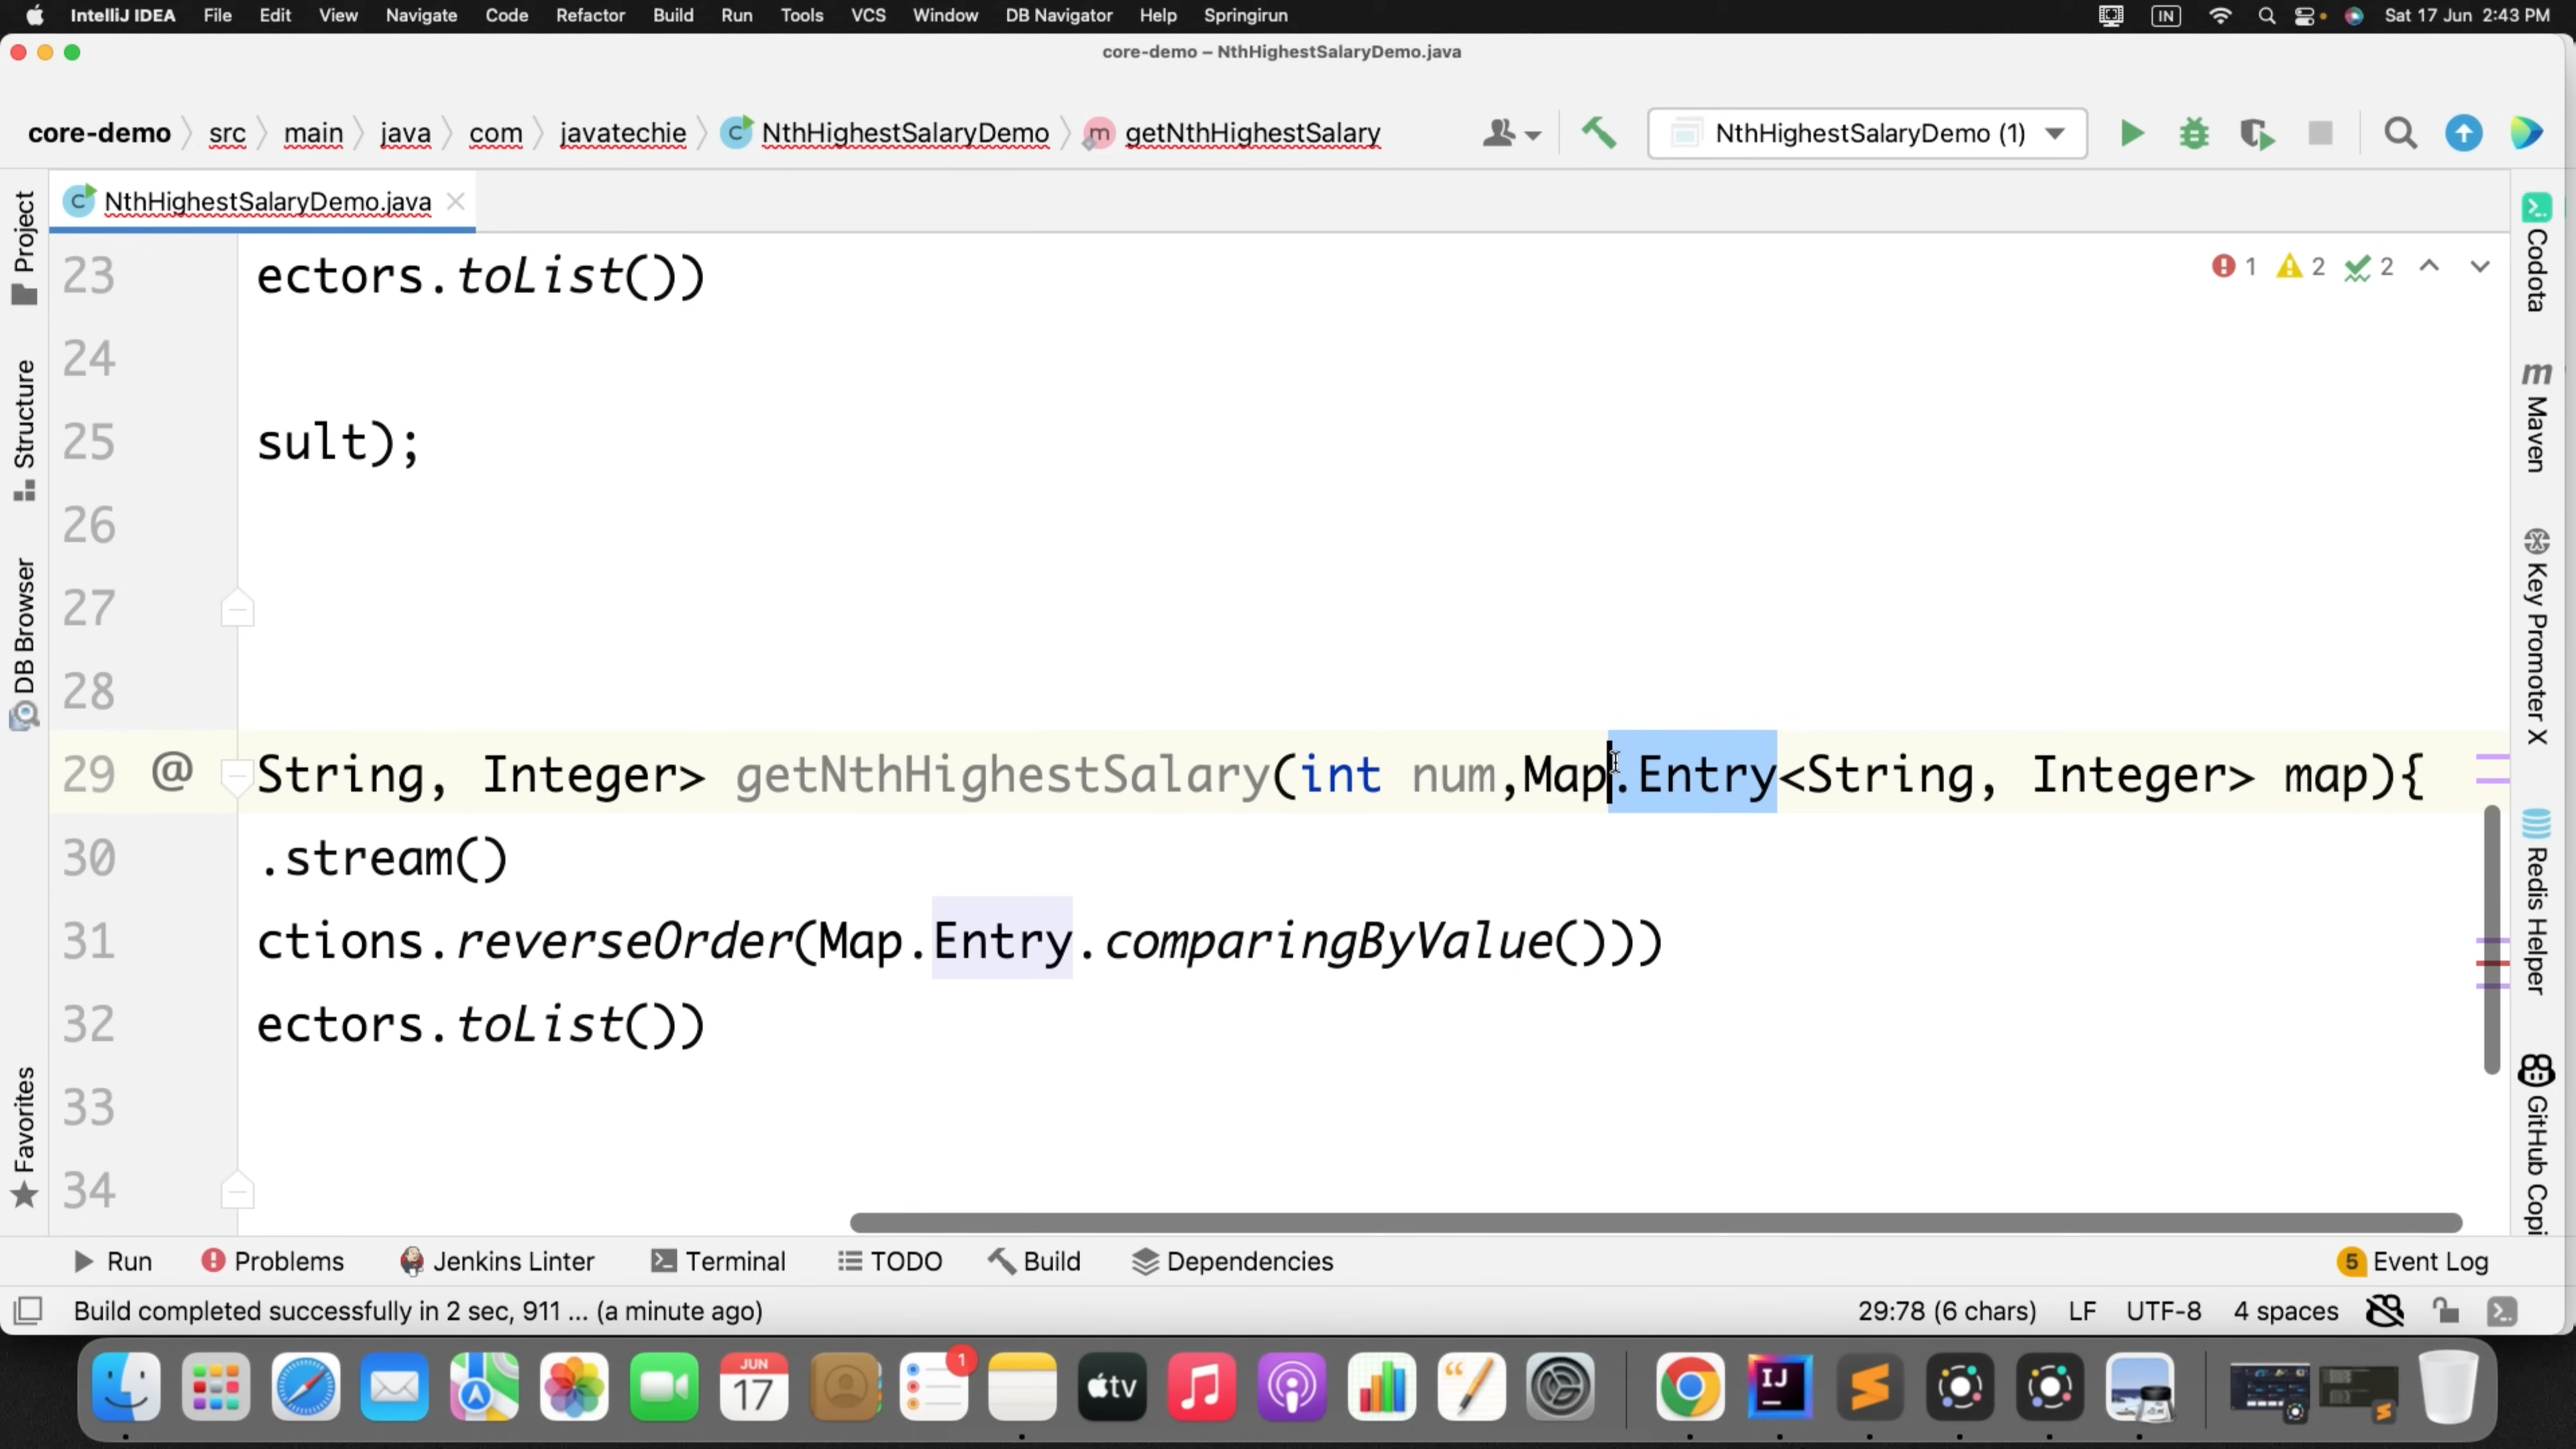 IntelliJ IDEA File Edit View Navigate Code Refactor Build Run Tools VCS Window DB Navigator Help Springirun IN Sat 17 Jun 2:43 PM
core-demo – NthHighestSalaryDemo.java
core-demo src main java com javatechie NthHighestSalaryDemo getNthHighestSalary NthHighestSalaryDemo (1)
NthHighestSalaryDemo.java
1 2 2
23 ectors.toList())
24
25 sult);
26
27
28
29 @ String, Integer> getNthHighestSalary(int num,Map.Entry<String, Integer> map){
30 .stream()
31 ctions.reverseOrder(Map.Entry.comparingByValue()))
32 ectors.toList())
33
34
Project
Structure
DB Browser
Favorites
Codota
Maven
Key Promoter X
Redis Helper
GitHub Copi
Run Problems Jenkins Linter Terminal TODO Build Dependencies 5 Event Log
Build completed successfully in 2 sec, 911 ... (a minute ago) 29:78 (6 chars) LF UTF-8 4 spaces
JUN
17
1
tv
IJ